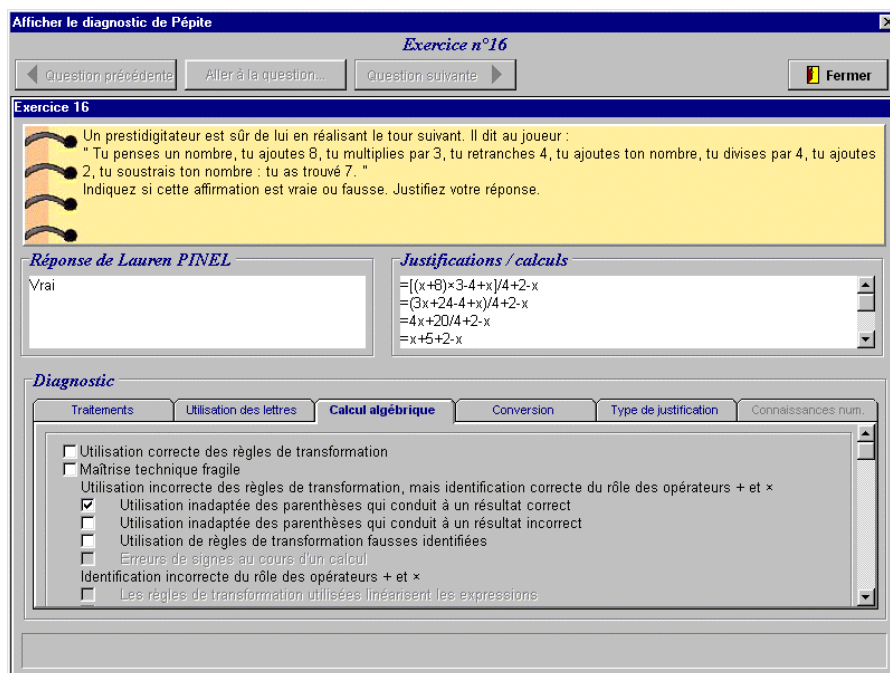 Afficher le diagnostic de Pépite
Exercice n°16
Question précédente
Aller à la question...
Question suivante
Fermer
Exercice 16
Un prestidigitateur est sûr de lui en réalisant le tour suivant. Il dit au joueur :
" Tu penses un nombre, tu ajoutes 8, tu multiplies par 3, tu retranches 4, tu ajoutes ton nombre, tu divises par 4, tu ajoutes
2, tu soustrais ton nombre : tu as trouvé 7. "
Indiquez si cette affirmation est vraie ou fausse. Justifiez votre réponse.
Réponse de Lauren PINEL
Vrai
Justifications / calculs
=[(x+8)×3-4+x]/4+2-x
=(3x+24-4+x)/4+2-x
=4x+20/4+2-x
=x+5+2-x
Diagnostic
Traitements
Utilisation des lettres
Calcul algébrique
Conversion
Type de justification
Connaissances num.
Utilisation correcte des règles de transformation
Maîtrise technique fragile
Utilisation incorrecte des règles de transformation, mais identification correcte du rôle des opérateurs + et ×
Utilisation inadaptée des parenthèses qui conduit à un résultat correct
Utilisation inadaptée des parenthèses qui conduit à un résultat incorrect
Utilisation de règles de transformation fausses identifiées
Erreurs de signes au cours d'un calcul
Identification incorrecte du rôle des opérateurs + et ×
Les règles de transformation utilisées linéarisent les expressions